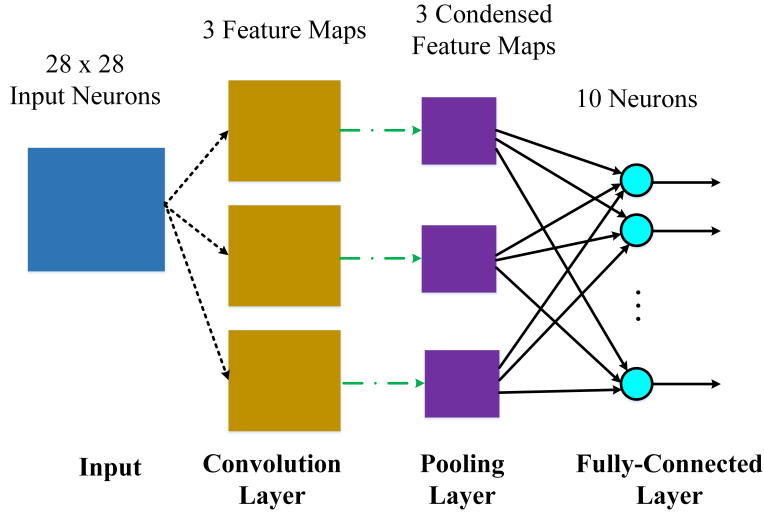 28 x 28
Input Neurons
3 Feature Maps
3 Condensed
Feature Maps
10 Neurons
Input
Convolution
Layer
Pooling
Layer
Fully-Connected
Layer